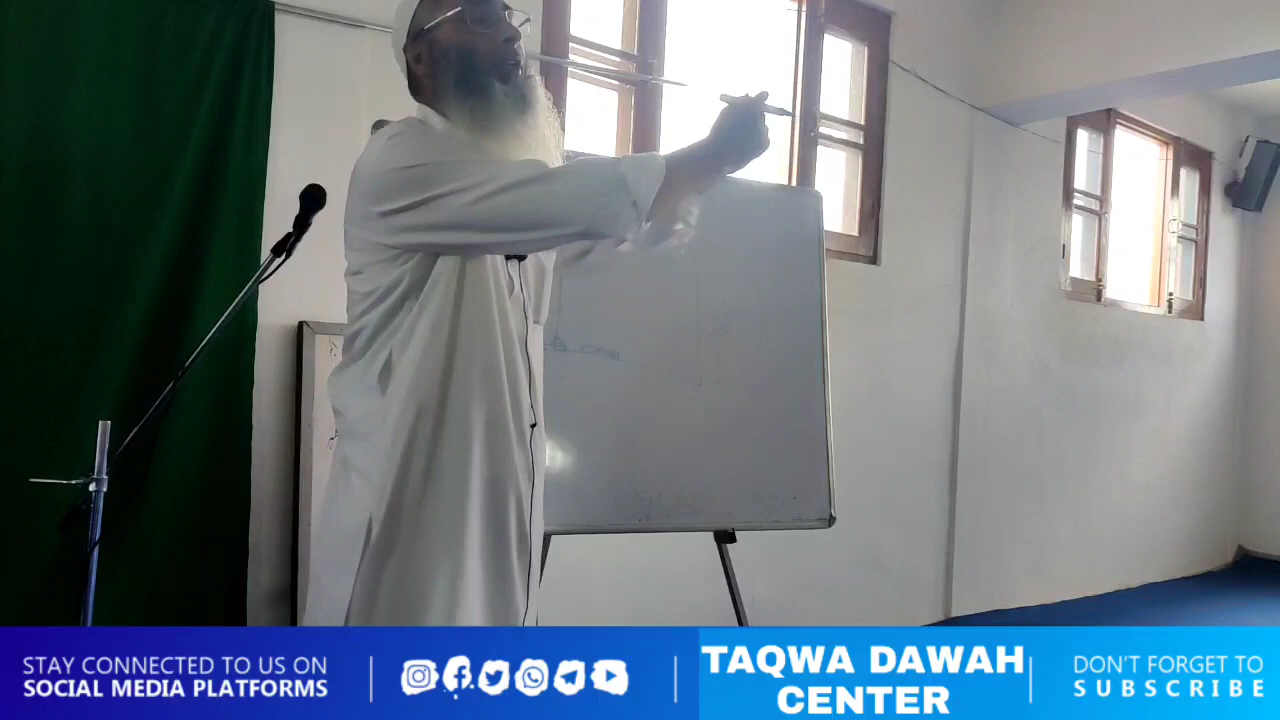 STAY CONNECTED TO US ON
SOCIAL MEDIA PLATFORMS
TAQWA DAWAH
CENTER
DON'T FORGET TO
SUBSCRIBE